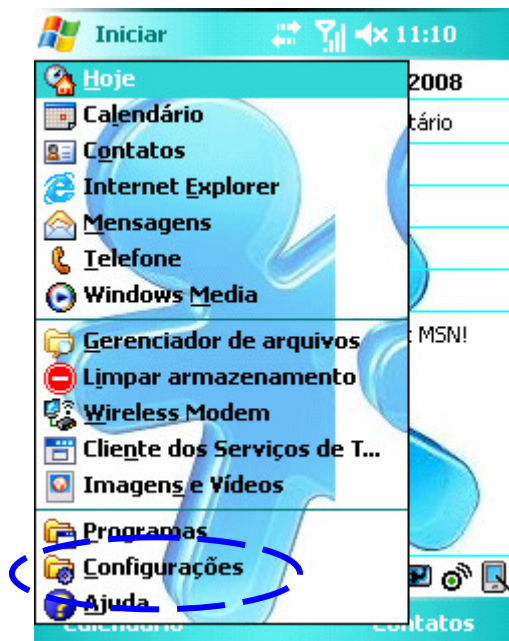 Iniciar 11:10
Hoje 2008
Calendário tário
Contatos
Internet Explorer
Mensagens
Telefone
Windows Media
Gerenciador de arquivos
t MSN!
Limpar armazenamento
Wireless Modem
Cliente dos Serviços de T...
Imagens e Vídeos
Programas
Configurações
Ajuda
Calendário Contatos